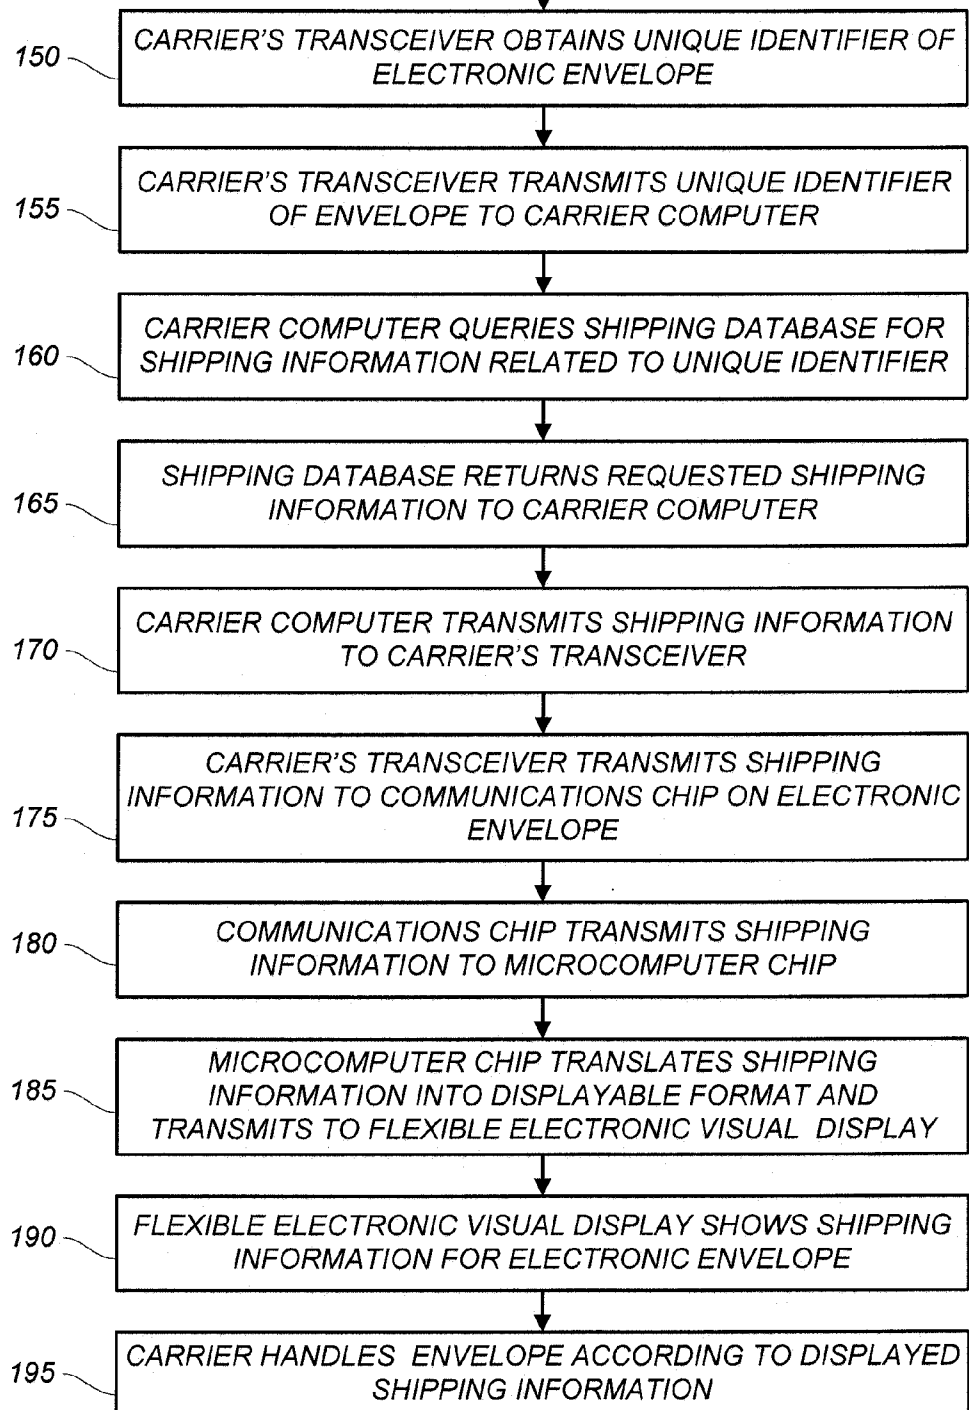 150
CARRIER'S TRANSCEIVER OBTAINS UNIQUE IDENTIFIER OF
ELECTRONIC ENVELOPE
155
CARRIER'S TRANSCEIVER TRANSMITS UNIQUE IDENTIFIER
OF ENVELOPE TO CARRIER COMPUTER
160
CARRIER COMPUTER QUERIES SHIPPING DATABASE FOR
SHIPPING INFORMATION RELATED TO UNIQUE IDENTIFIER
165
SHIPPING DATABASE RETURNS REQUESTED SHIPPING
INFORMATION TO CARRIER COMPUTER
170
CARRIER COMPUTER TRANSMITS SHIPPING INFORMATION
TO CARRIER'S TRANSCEIVER
175
CARRIER'S TRANSCEIVER TRANSMITS SHIPPING
INFORMATION TO COMMUNICATIONS CHIP ON ELECTRONIC
ENVELOPE
180
COMMUNICATIONS CHIP TRANSMITS SHIPPING
INFORMATION TO MICROCOMPUTER CHIP
185
MICROCOMPUTER CHIP TRANSLATES SHIPPING
INFORMATION INTO DISPLAYABLE FORMAT AND
TRANSMITS TO FLEXIBLE ELECTRONIC VISUAL DISPLAY
190
FLEXIBLE ELECTRONIC VISUAL DISPLAY SHOWS SHIPPING
INFORMATION FOR ELECTRONIC ENVELOPE
195
CARRIER HANDLES ENVELOPE ACCORDING TO DISPLAYED
SHIPPING INFORMATION